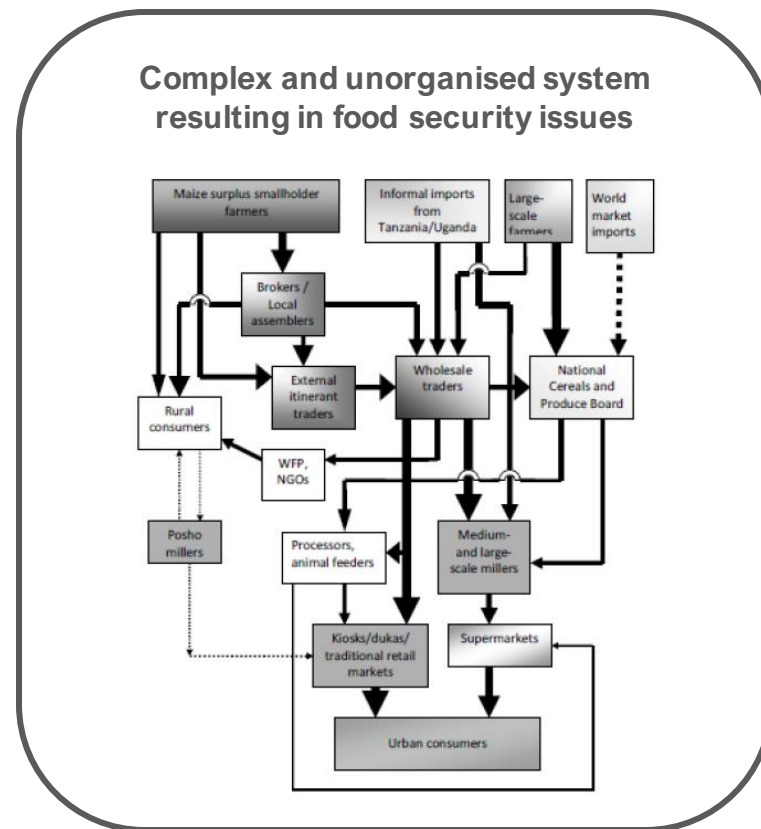 Complex and unorganised system
resulting in food security issues
Maize surplus smallholder
farmers
Informal imports
from
Tanzania/Uganda
Large-
scale
farmers
World
market
imports
Brokers /
Local
assemblers
External
itinerant
traders
Wholesale
traders
National
Cereals and
Produce Board
Rural
consumers
WFP,
NGOs
Posho
millers
Processors,
animal feeders
Medium-
and large-
scale millers
Kiosks/dukas/
traditional retail
markets
Supermarkets
Urban consumers